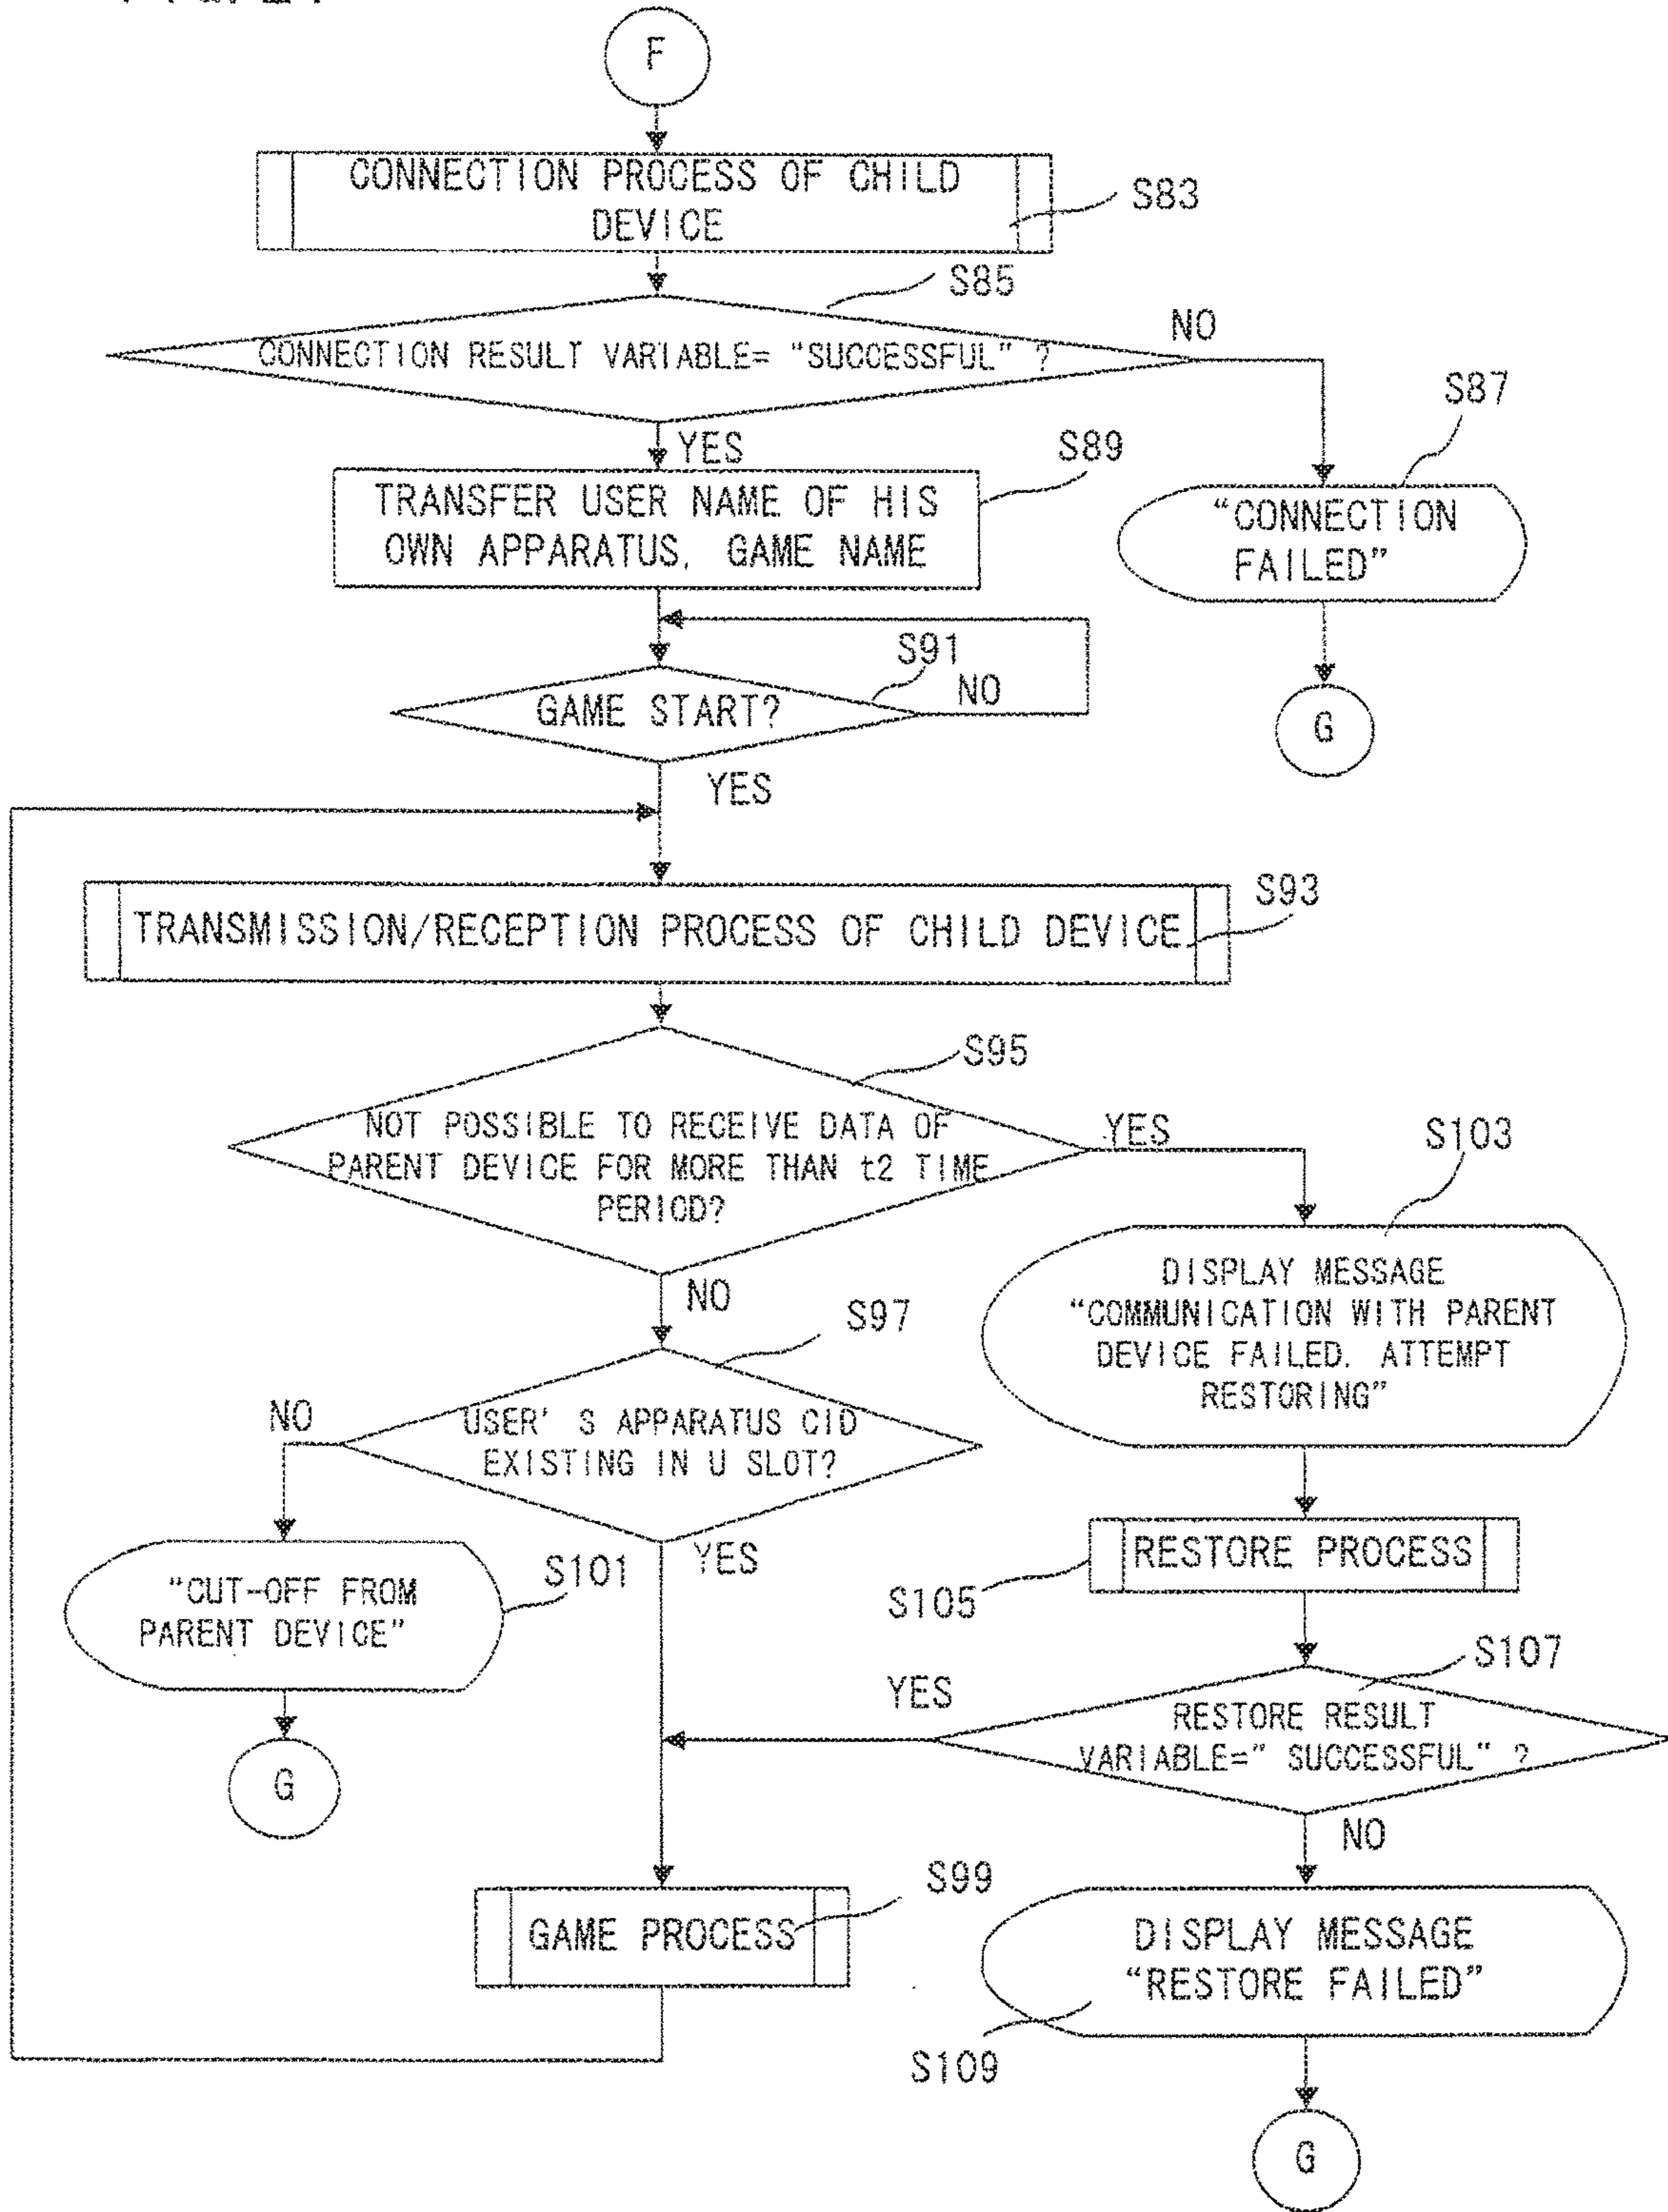 F
CONNECTION PROCESS OF CHILD
DEVICE
S83
S85
CONNECTION RESULT VARIABLE= “SUCCESSFUL” ?
NO
S87
YES
S89
TRANSFER USER NAME OF HIS
OWN APPARATUS, GAME NAME
“CONNECTION
FAILED”
S91
NO
GAME START?
G
YES
TRANSMISSION/RECEPTION PROCESS OF CHILD DEVICE
S93
S95
NOT POSSIBLE TO RECEIVE DATA OF
PARENT DEVICE FOR MORE THAN t2 TIME
PERIOD?
YES
S103
DISPLAY MESSAGE
“COMMUNICATION WITH PARENT
DEVICE FAILED. ATTEMPT
RESTORING”
NO
S97
NO
USER' S APPARATUS CID
EXISTING IN U SLOT?
YES
S101
“CUT-OFF FROM
PARENT DEVICE”
RESTORE PROCESS
S105
S107
YES
RESTORE RESULT
VARIABLE=” SUCCESSFUL” ?
G
NO
S99
GAME PROCESS
DISPLAY MESSAGE
“RESTORE FAILED”
S109
G